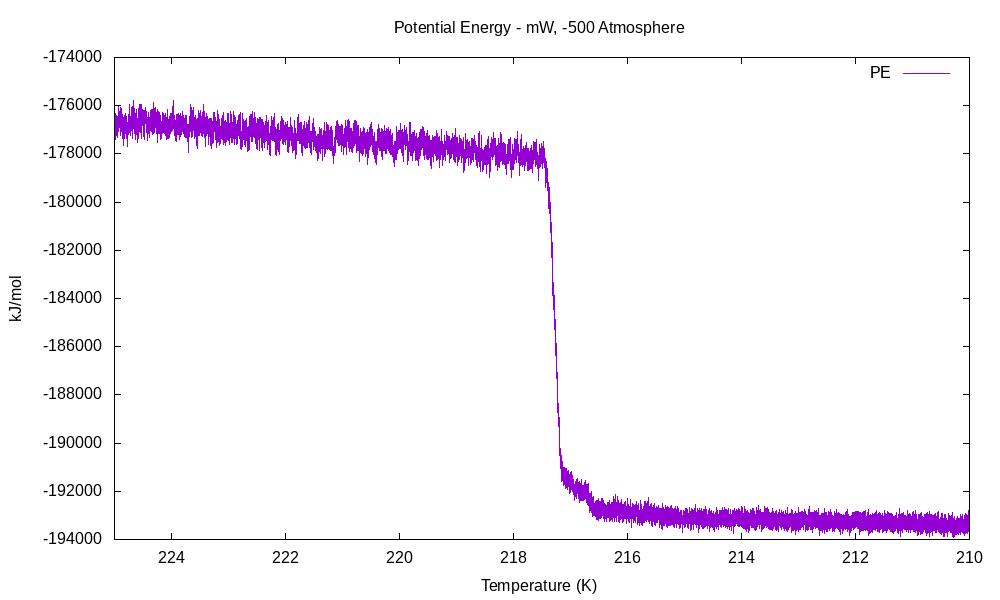 Potential Energy - mW, -500 Atmosphere
-174000
PE
-176000
-178000
-180000
-182000
-184000
-186000
-188000
-190000
-192000
-194000
kJ/mol
224 222 220 218 216 214 212 210
Temperature (K)